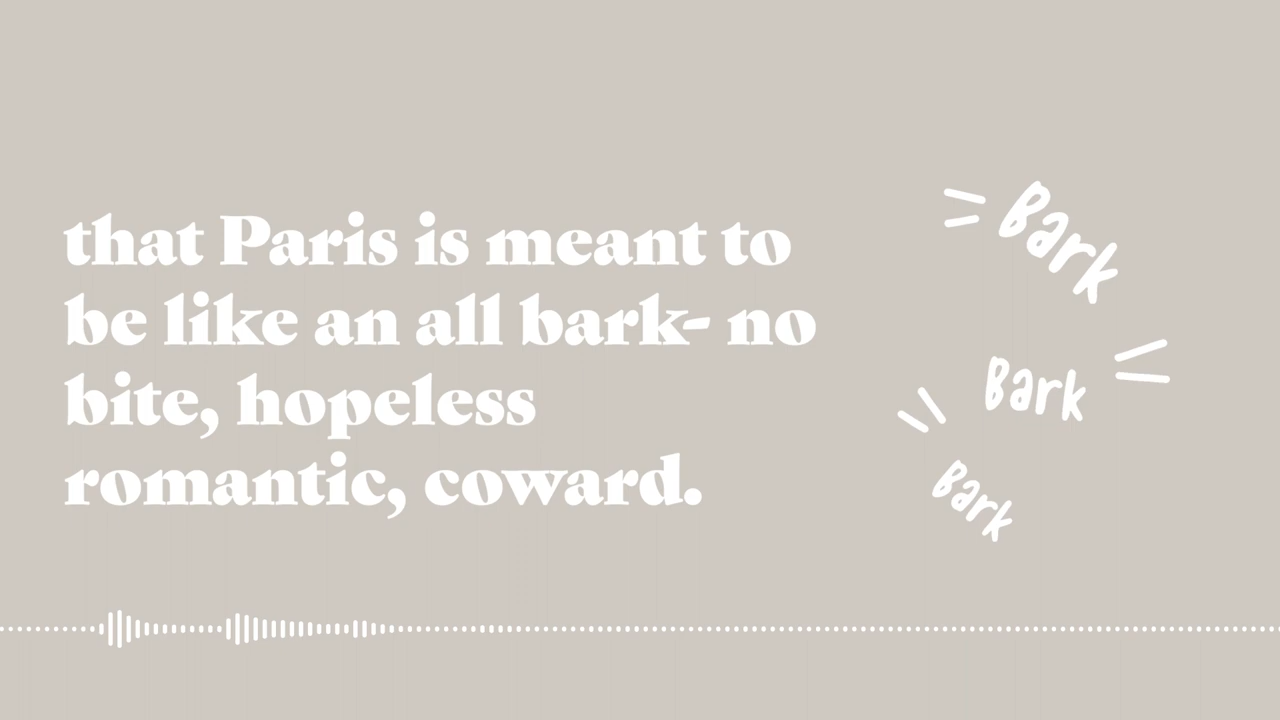 that Paris is meant to
be like an all bark- no
bite, hopeless
romantic, coward.
Bark
Bark
Bark